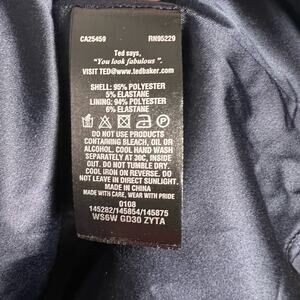 CA25459 RN95229
Ted says,
"You look fabulous".
VISIT TED@www.tedbaker.com
SHELL: 95% POLYESTER
5% ELASTANE
LINING: 94% POLYESTER
6% ELASTANE
DO NOT USE PRODUCTS
CONTAINING BLEACH, OIL OR
ALCOHOL. COOL HAND WASH
SEPARATELY AT 30C, INSIDE
OUT. DO NOT TUMBLE DRY.
COOL IRON ON REVERSE. DO
NOT LEAVE IN DIRECT SUNLIGHT.
MADE IN CHINA
MADE WITH CARE, WEAR WITH PRIDE
0108
145282/145854/145875
WS6W GD30 ZYTA